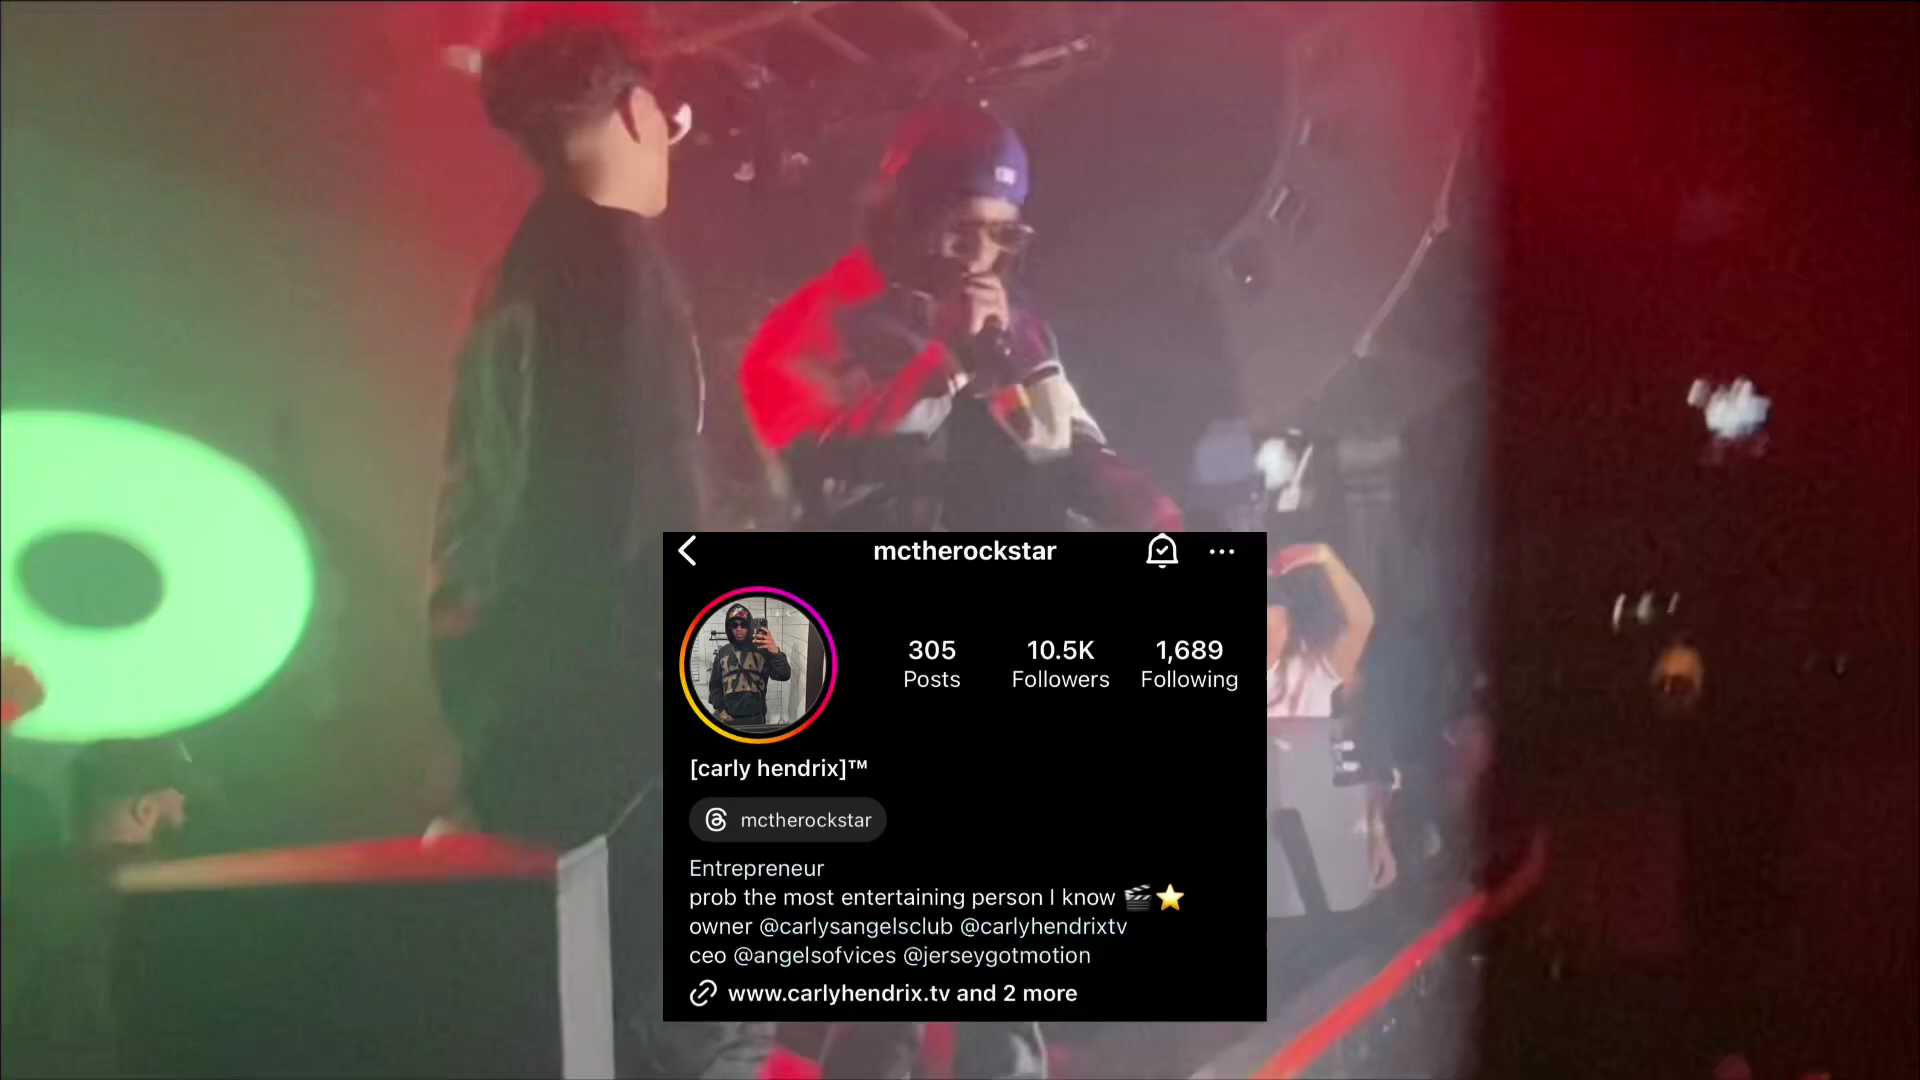 mctherockstar
305
10.5K
1,689
Posts
Followers
Following
[carly hendrix]™
mctherockstar
Entrepreneur
prob the most entertaining person I know 🎬⭐
owner @carlysangelsclub @carlyhendrixtv
ceo @angelsofvices @jerseygotmotion
www.carlyhendrix.tv and 2 more